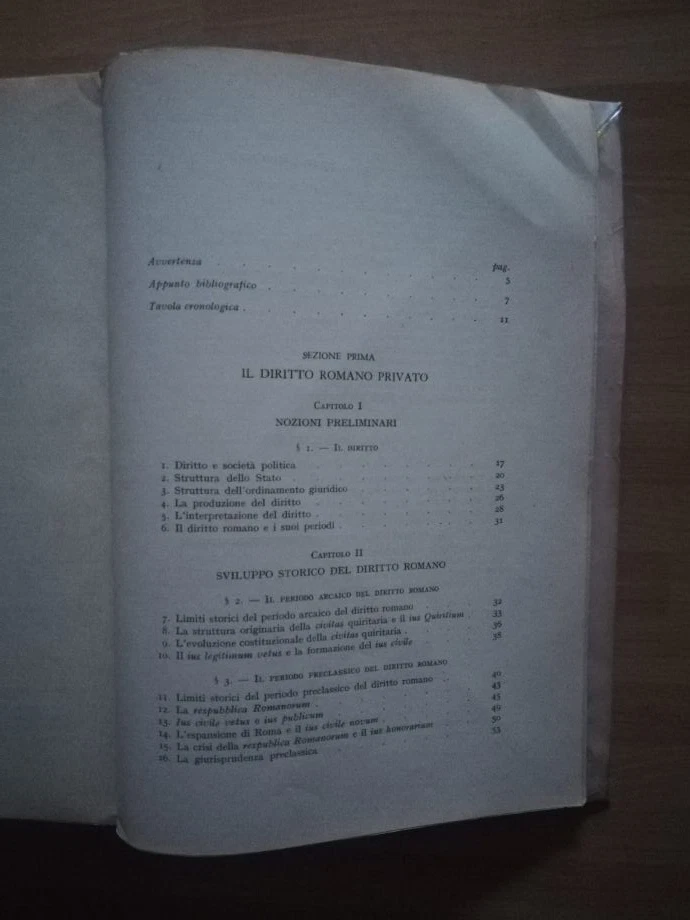 pag.
Avvertenza . . . . . 5
Appunto bibliografico . . . . . 7
Tavola cronologica . . . . . 11
SEZIONE PRIMA
IL DIRITTO ROMANO PRIVATO
CAPITOLO I
NOZIONI PRELIMINARI
§ 1. — IL DIRITTO
1. Diritto e società politica . . . . . 17
2. Struttura dello Stato . . . . . 20
3. Struttura dell'ordinamento giuridico . . . . . 23
4. La produzione del diritto . . . . . 26
5. L'interpretazione del diritto . . . . . 28
6. Il diritto romano e i suoi periodi . . . . . 31
CAPITOLO II
SVILUPPO STORICO DEL DIRITTO ROMANO
§ 2. — IL PERIODO ARCAICO DEL DIRITTO ROMANO
7. Limiti storici del periodo arcaico del diritto romano . . . . . 32
8. La struttura originaria della civitas quiritaria e il ius Quiritium . 33
9. L'evoluzione costituzionale della civitas quiritaria . . . . . 36
10. Il ius legitimum vetus e la formazione del ius civile . . . . . 38
§ 3. — IL PERIODO PRECLASSICO DEL DIRITTO ROMANO
11. Limiti storici del periodo preclassico del diritto romano . . 40
12. La respublica Romanorum . . . . . 43
13. Ius civile vetus e ius publicum . . . . . 45
14. L'espansione di Roma e il ius civile novum . . . . . 49
15. La crisi della respublica Romanorum e il ius honorarium . . . . . 50
16. La giurisprudenza preclassica . . . . . 53